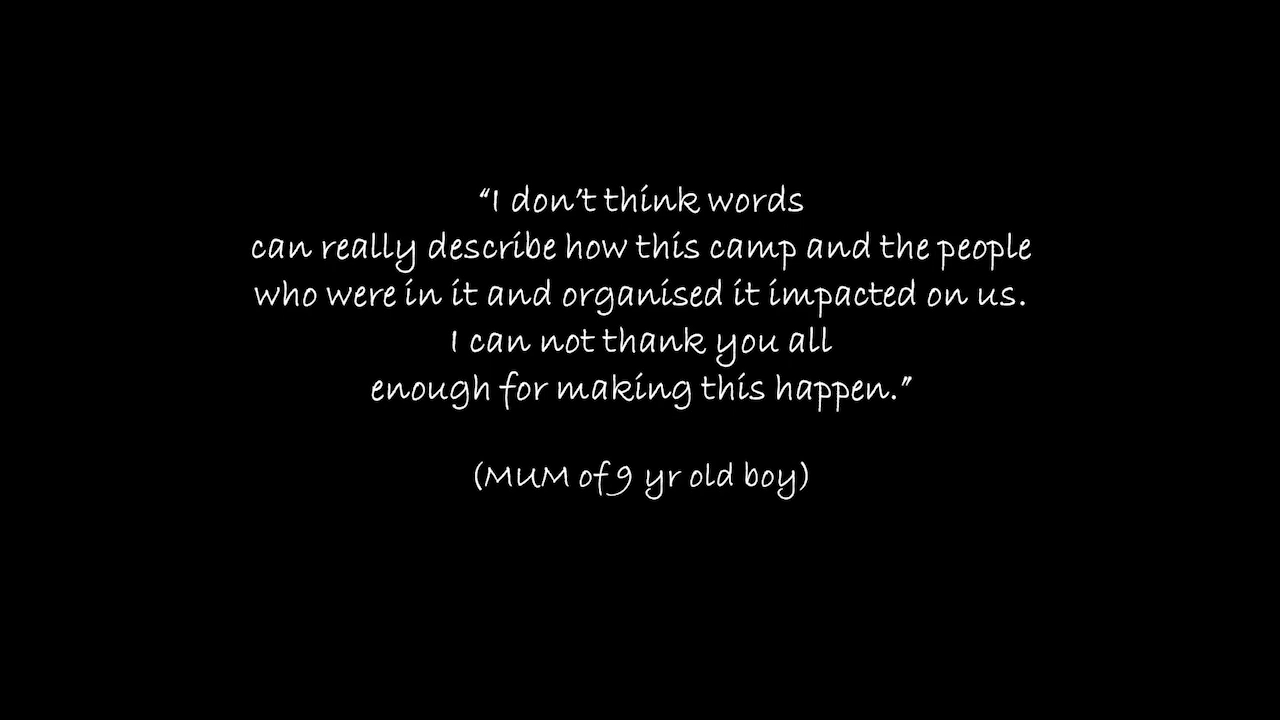 “I don’t think words
can really describe how this camp and the people
who were in it and organised it impacted on us.
I can not thank you all
enough for making this happen.”
(MUM of 9 yr old boy)